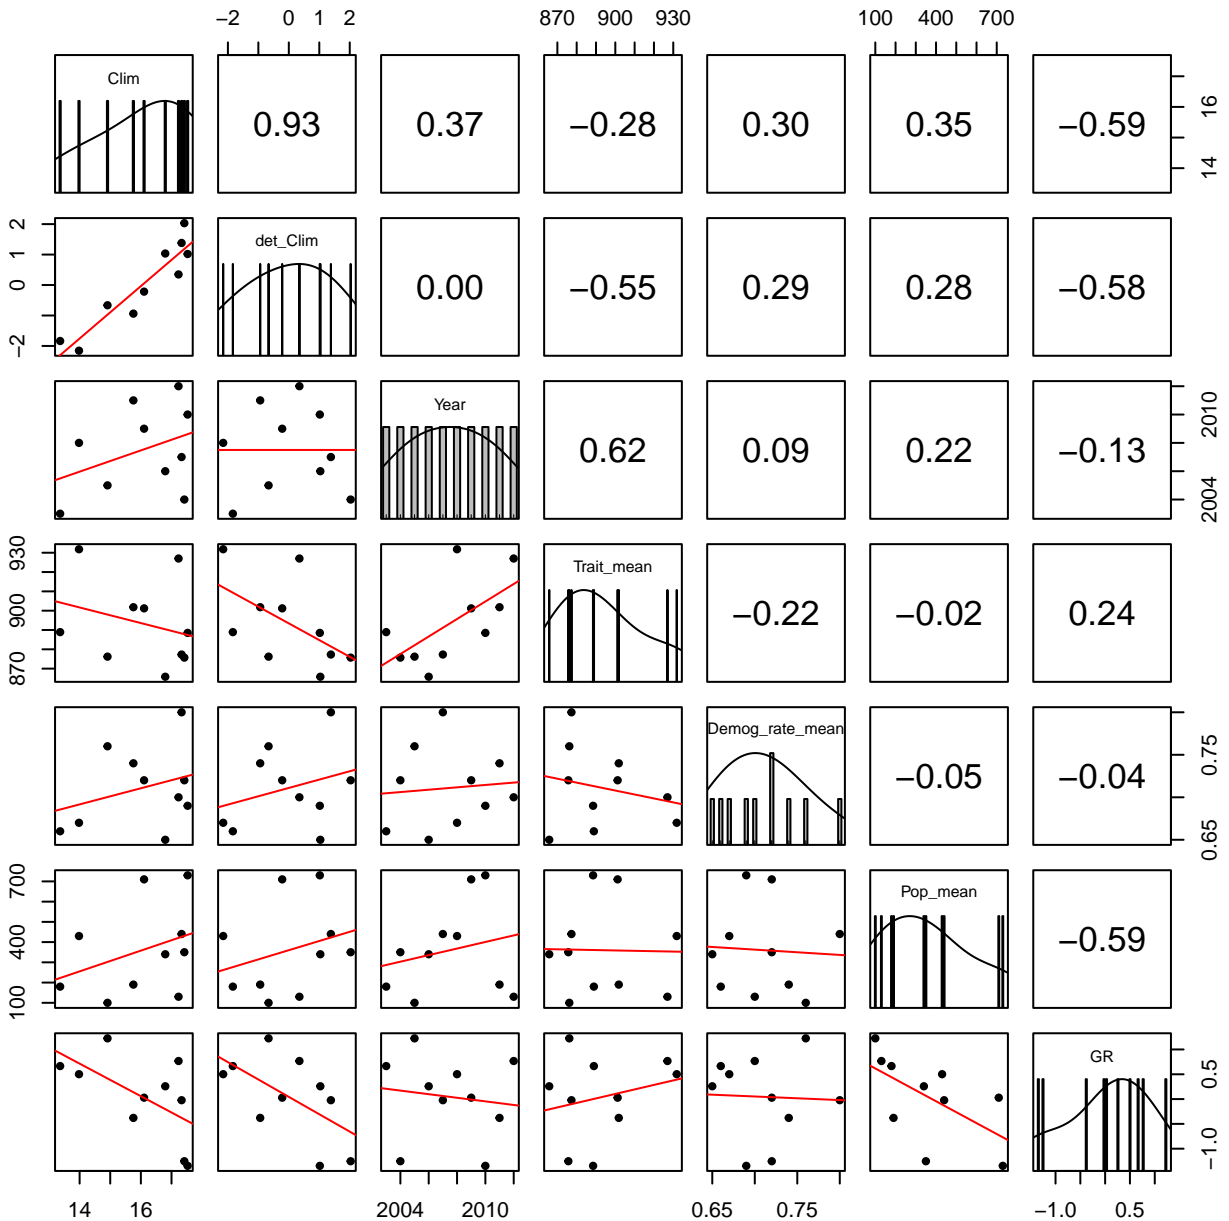 −2 0 1 2 870 900 930 100 400 700
Clim 0.93 0.37 −0.28 0.30 0.35 −0.59 14 16
−2 0 1 2 det_Clim 0.00 −0.55 0.29 0.28 −0.58
Year 0.62 0.09 0.22 −0.13 2004 2010
870 900 930 Trait_mean −0.22 −0.02 0.24
Demog_rate_mean −0.05 −0.04 0.65 0.75
100 400 700 Pop_mean −0.59
GR −1.0 0.5
14 16 2004 2010 0.65 0.75 −1.0 0.5